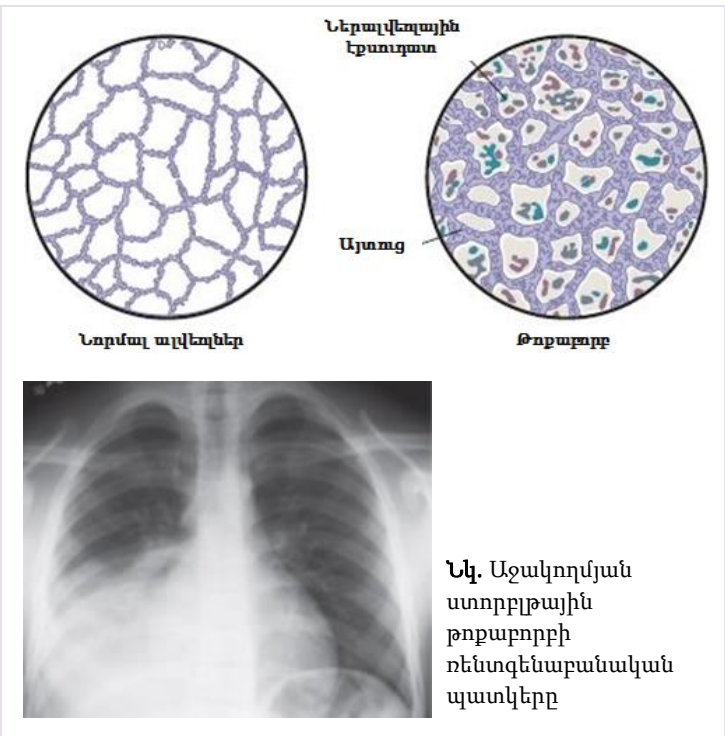 Ներալվեոլային
էքսուդատ
Այտուց
Նորմալ ալվեոլներ
Թոքաբորբ
Նկ. Աջակողմյան
ստորբլթային
թոքաբորբի
ռենտգենաբանական
պատկերը